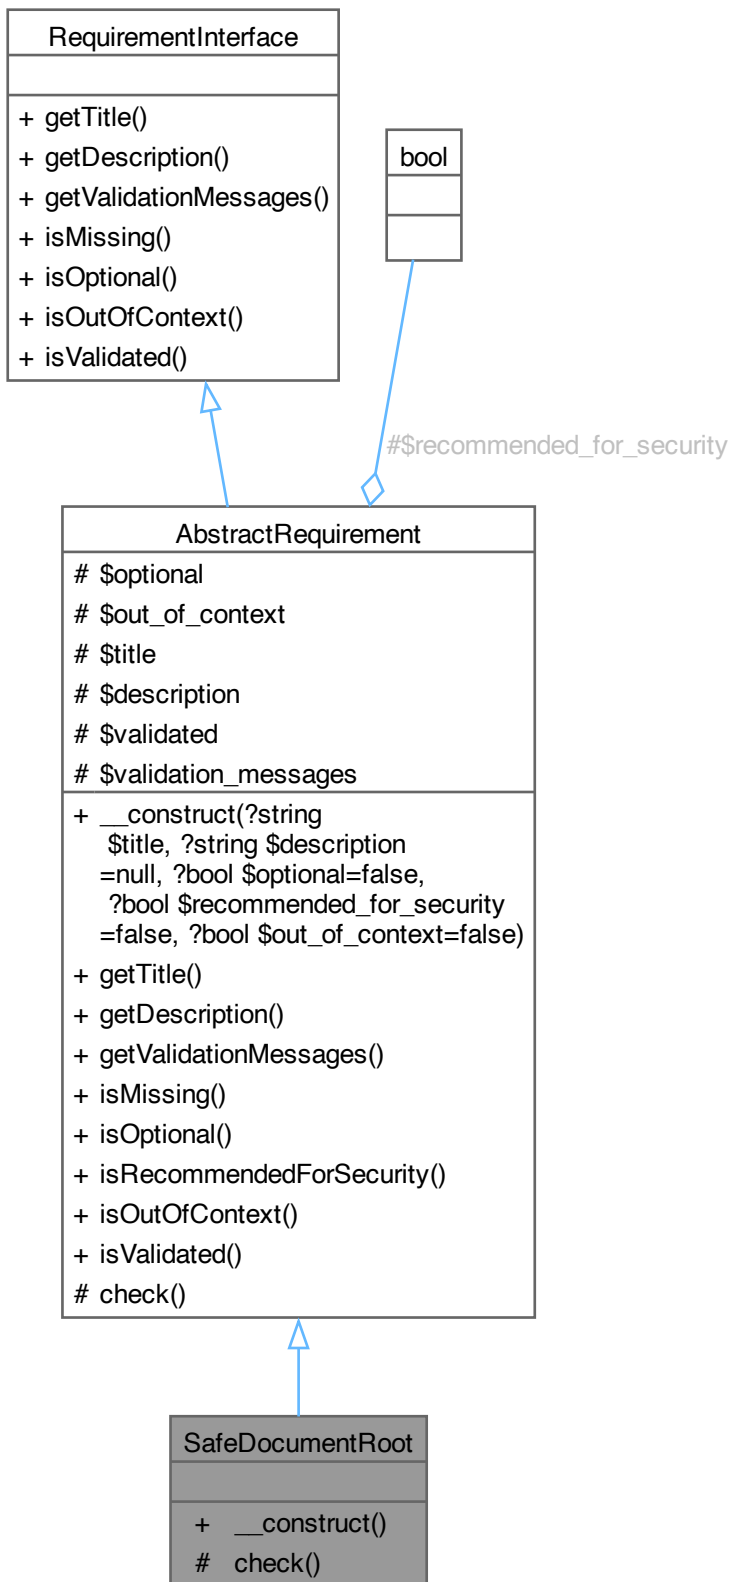 RequirementInterface
+ getTitle()
+ getDescription()
+ getValidationMessages()
+ isMissing()
+ isOptional()
+ isOutOfContext()
+ isValidated()
bool
#$recommended_for_security
AbstractRequirement
# $optional
# $out_of_context
# $title
# $description
# $validated
# $validation_messages
+ __construct(?string
$title, ?string $description
=null, ?bool $optional=false,
?bool $recommended_for_security
=false, ?bool $out_of_context=false)
+ getTitle()
+ getDescription()
+ getValidationMessages()
+ isMissing()
+ isOptional()
+ isRecommendedForSecurity()
+ isOutOfContext()
+ isValidated()
# check()
SafeDocumentRoot
+ __construct()
# check()